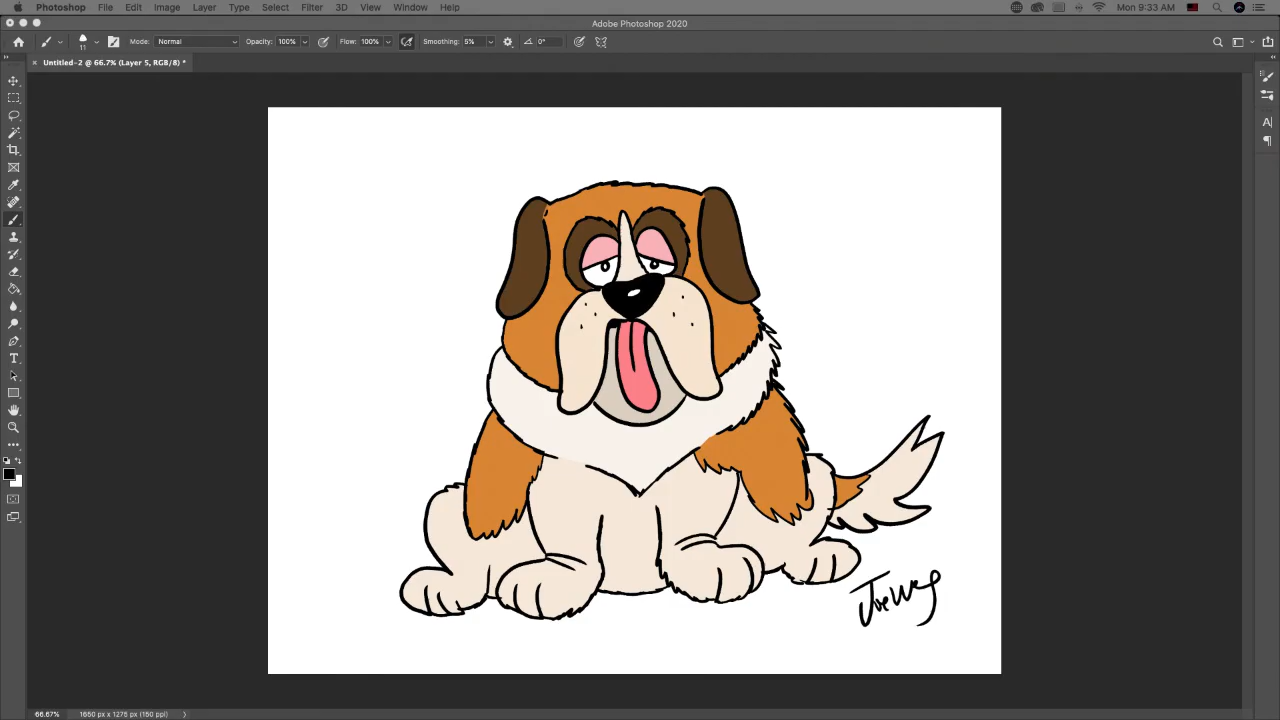 Photoshop File Edit Image Layer Type Select Filter 3D View Window Help Mon 9:33 AM
Adobe Photoshop 2020
11 Mode: Normal Opacity: 100% Flow: 100% Smoothing: 5% 0°
Untitled-2 @ 66.7% (Layer 5, RGB/8) *
66.67% 1650 px x 1275 px (150 ppi)